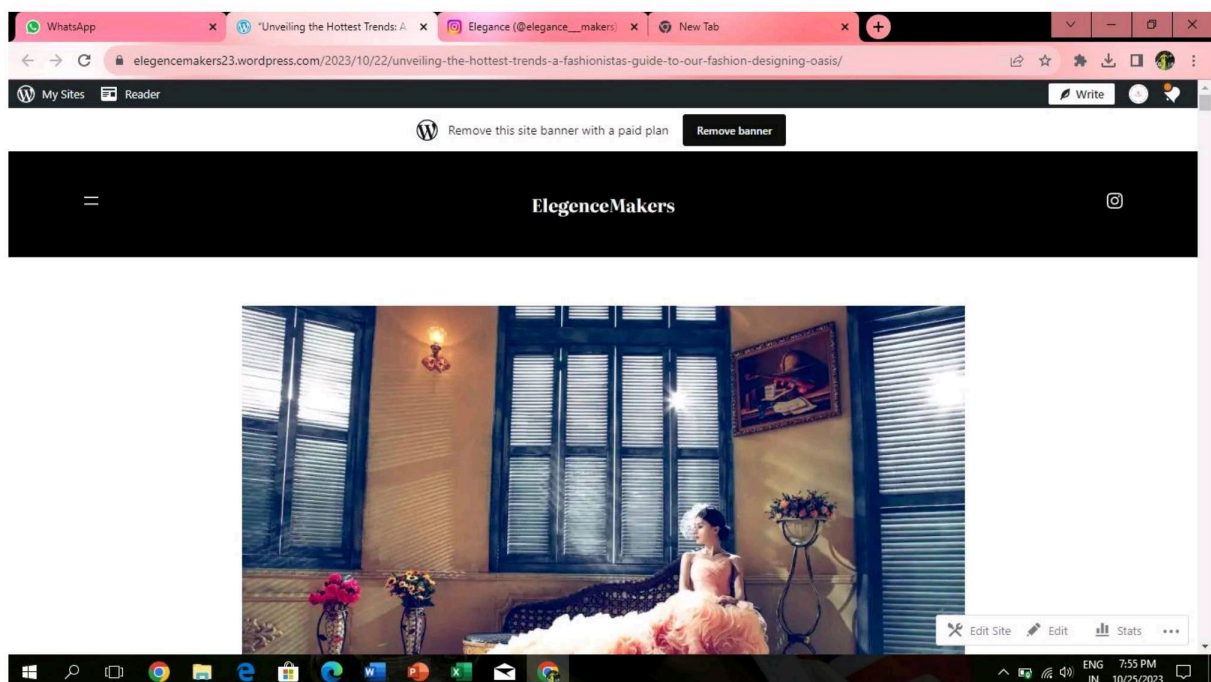 WhatsApp
"Unveiling the Hottest Trends: A
Elegance (@elegance__makers)
New Tab
elegencemakers23.wordpress.com/2023/10/22/unveiling-the-hottest-trends-a-fashionistas-guide-to-our-fashion-designing-oasis/
My Sites Reader Write
Remove this site banner with a paid plan Remove banner
ElegenceMakers
Edit Site Edit Stats
ENG 7:55 PM
IN 10/25/2023